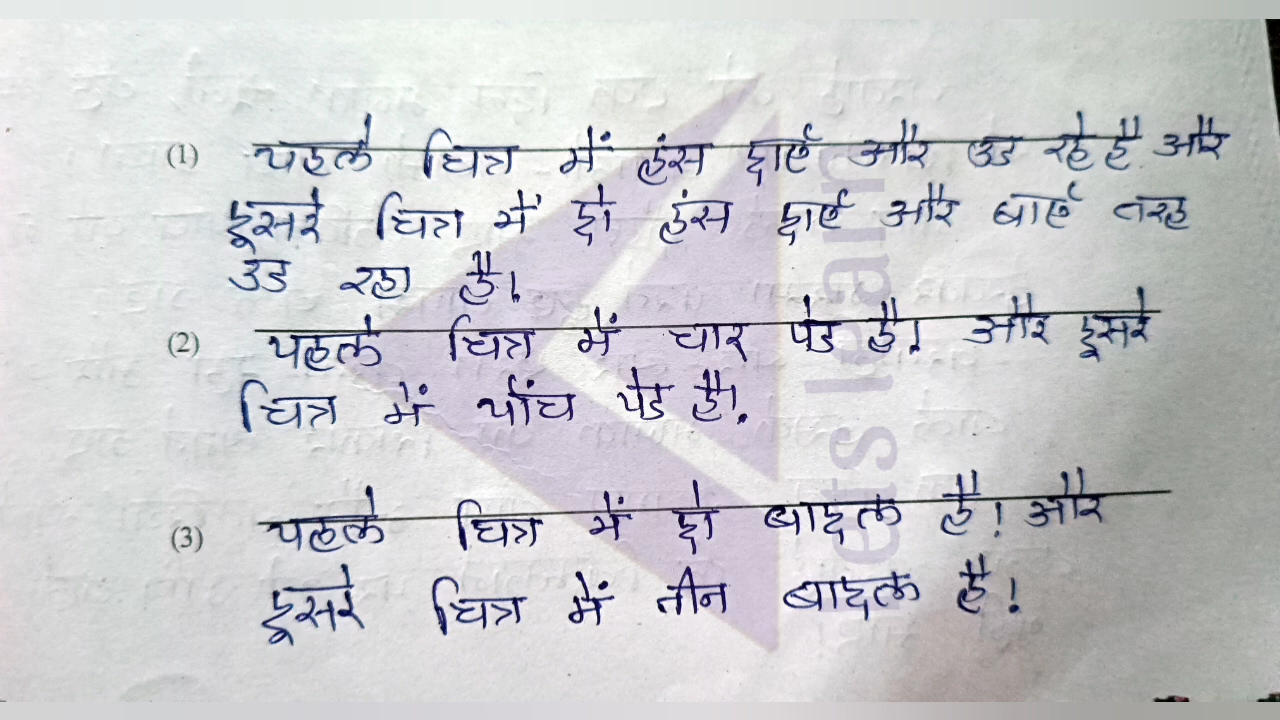 (1) पहले चित्र में हंस दाएं और उड रहे है और
दूसरे चित्र में दो हंस दाएं और बाएं तरह
उड रहा है।
(2) पहले चित्र में चार पेड है। और दूसरे
चित्र में पाँच पेड है।
(3) पहले चित्र में दो बादल है। और
दूसरे चित्र में तीन बादल है।